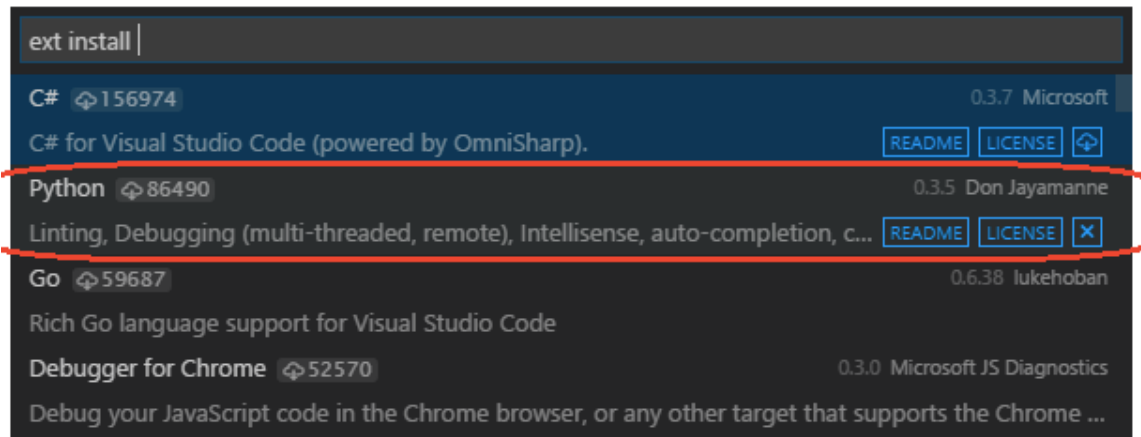 ext install
C# 156974 0.3.7 Microsoft
C# for Visual Studio Code (powered by OmniSharp). README LICENSE
Python 86490 0.3.5 Don Jayamanne
Linting, Debugging (multi-threaded, remote), Intellisense, auto-completion, c... README LICENSE
Go 59687 0.6.38 lukehoban
Rich Go language support for Visual Studio Code
Debugger for Chrome 52570 0.3.0 Microsoft JS Diagnostics
Debug your JavaScript code in the Chrome browser, or any other target that supports the Chrome ...